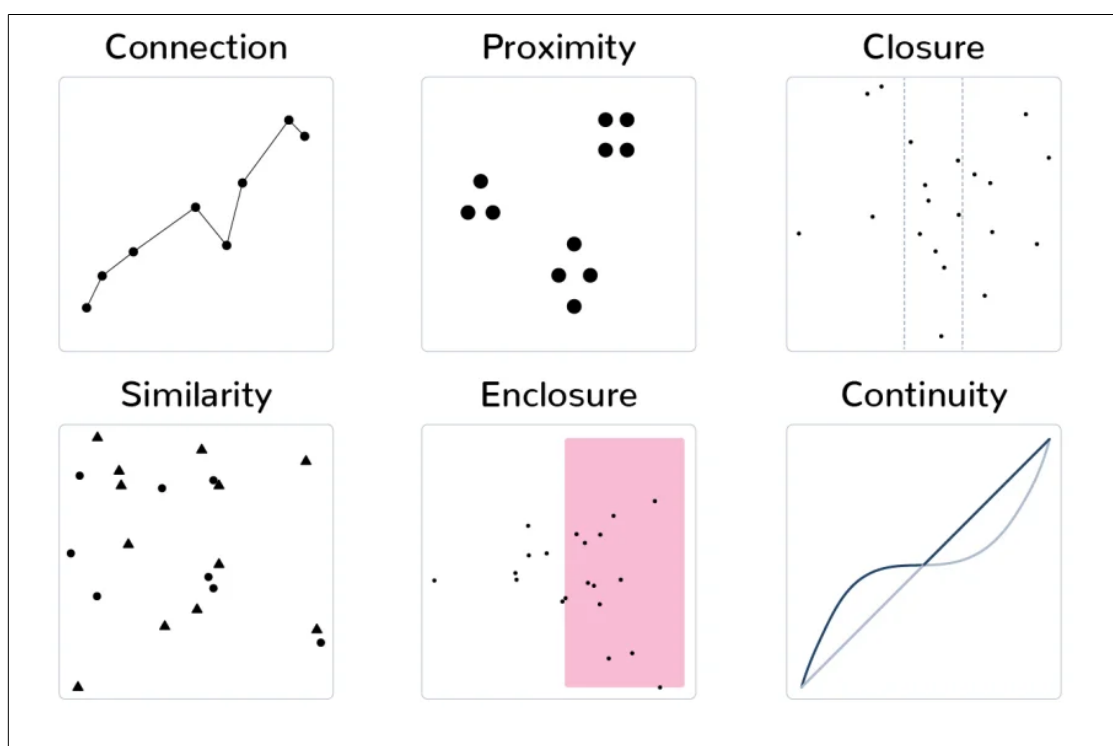 Connection
Proximity
Closure
Similarity
Enclosure
Continuity